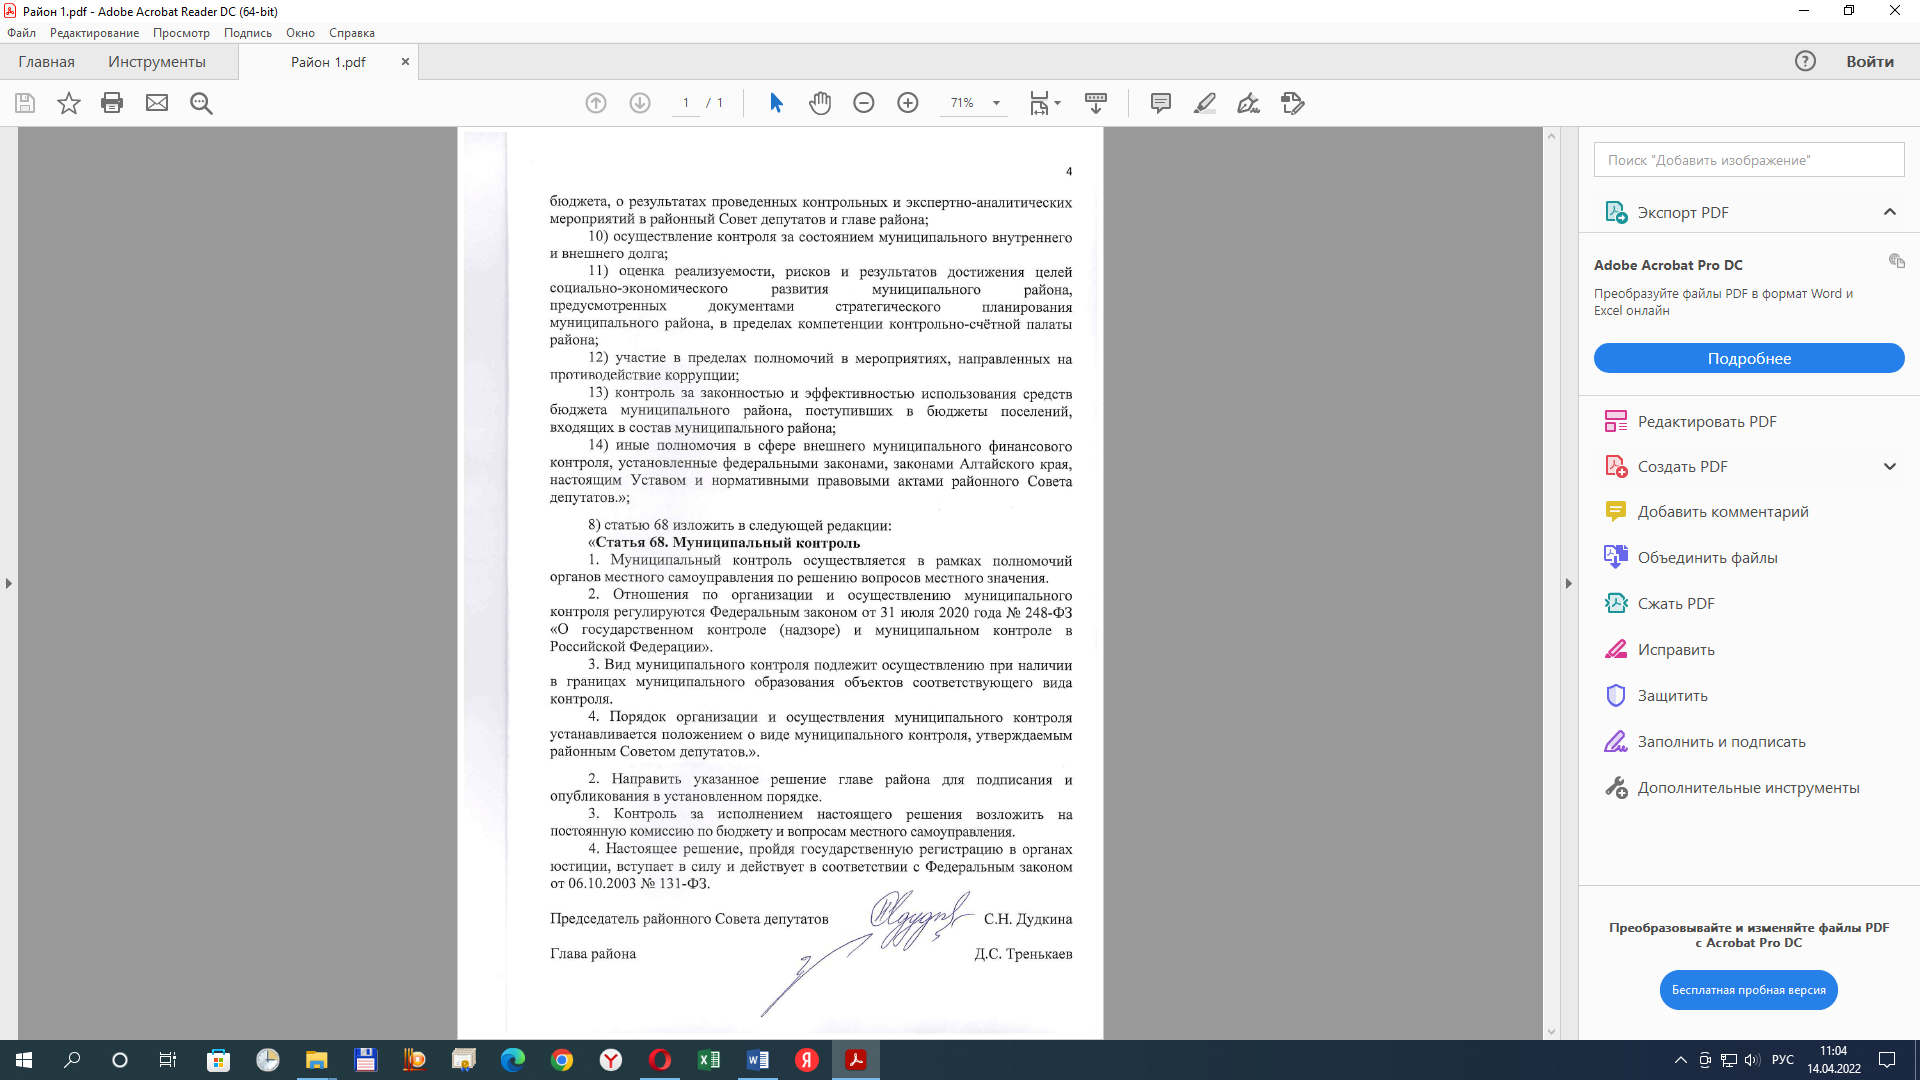 Район 1.pdf - Adobe Acrobat Reader DC (64-bit)
Файл Редактирование Просмотр Подпись Окно Справка
Главная Инструменты Район 1.pdf Войти
1 / 1 71%
4
бюджета, о результатах проведенных контрольных и экспертно-аналитических
мероприятий в районный Совет депутатов и главе района;
10) осуществление контроля за состоянием муниципального внутреннего
и внешнего долга;
11) оценка реализуемости, рисков и результатов достижения целей
социально-экономического развития муниципального района,
предусмотренных документами стратегического планирования
муниципального района, в пределах компетенции контрольно-счётной палаты
района;
12) участие в пределах полномочий в мероприятиях, направленных на
противодействие коррупции;
13) контроль за законностью и эффективностью использования средств
бюджета муниципального района, поступивших в бюджеты поселений,
входящих в состав муниципального района;
14) иные полномочия в сфере внешнего муниципального финансового
контроля, установленные федеральными законами, законами Алтайского края,
настоящим Уставом и нормативными правовыми актами районного Совета
депутатов.»;
8) статью 68 изложить в следующей редакции:
«Статья 68. Муниципальный контроль
1. Муниципальный контроль осуществляется в рамках полномочий
органов местного самоуправления по решению вопросов местного значения.
2. Отношения по организации и осуществлению муниципального
контроля регулируются Федеральным законом от 31 июля 2020 года № 248-ФЗ
«О государственном контроле (надзоре) и муниципальном контроле в
Российской Федерации».
3. Вид муниципального контроля подлежит осуществлению при наличии
в границах муниципального образования объектов соответствующего вида
контроля.
4. Порядок организации и осуществления муниципального контроля
устанавливается положением о виде муниципального контроля, утверждаемым
районным Советом депутатов.».
2. Направить указанное решение главе района для подписания и
опубликования в установленном порядке.
3. Контроль за исполнением настоящего решения возложить на
постоянную комиссию по бюджету и вопросам местного самоуправления.
4. Настоящее решение, пройдя государственную регистрацию в органах
юстиции, вступает в силу и действует в соответствии с Федеральным законом
от 06.10.2003 № 131-ФЗ.
Председатель районного Совета депутатов С.Н. Дудкина
Глава района Д.С. Тренькаев
Поиск "Добавить изображение"
Экспорт PDF
Adobe Acrobat Pro DC
Преобразуйте файлы PDF в формат Word и
Excel онлайн
Подробнее
Редактировать PDF
Создать PDF
Добавить комментарий
Объединить файлы
Сжать PDF
Исправить
Защитить
Заполнить и подписать
Дополнительные инструменты
Преобразовывайте и изменяйте файлы PDF
с Acrobat Pro DC
Бесплатная пробная версия
РУС 11:04
14.04.2022